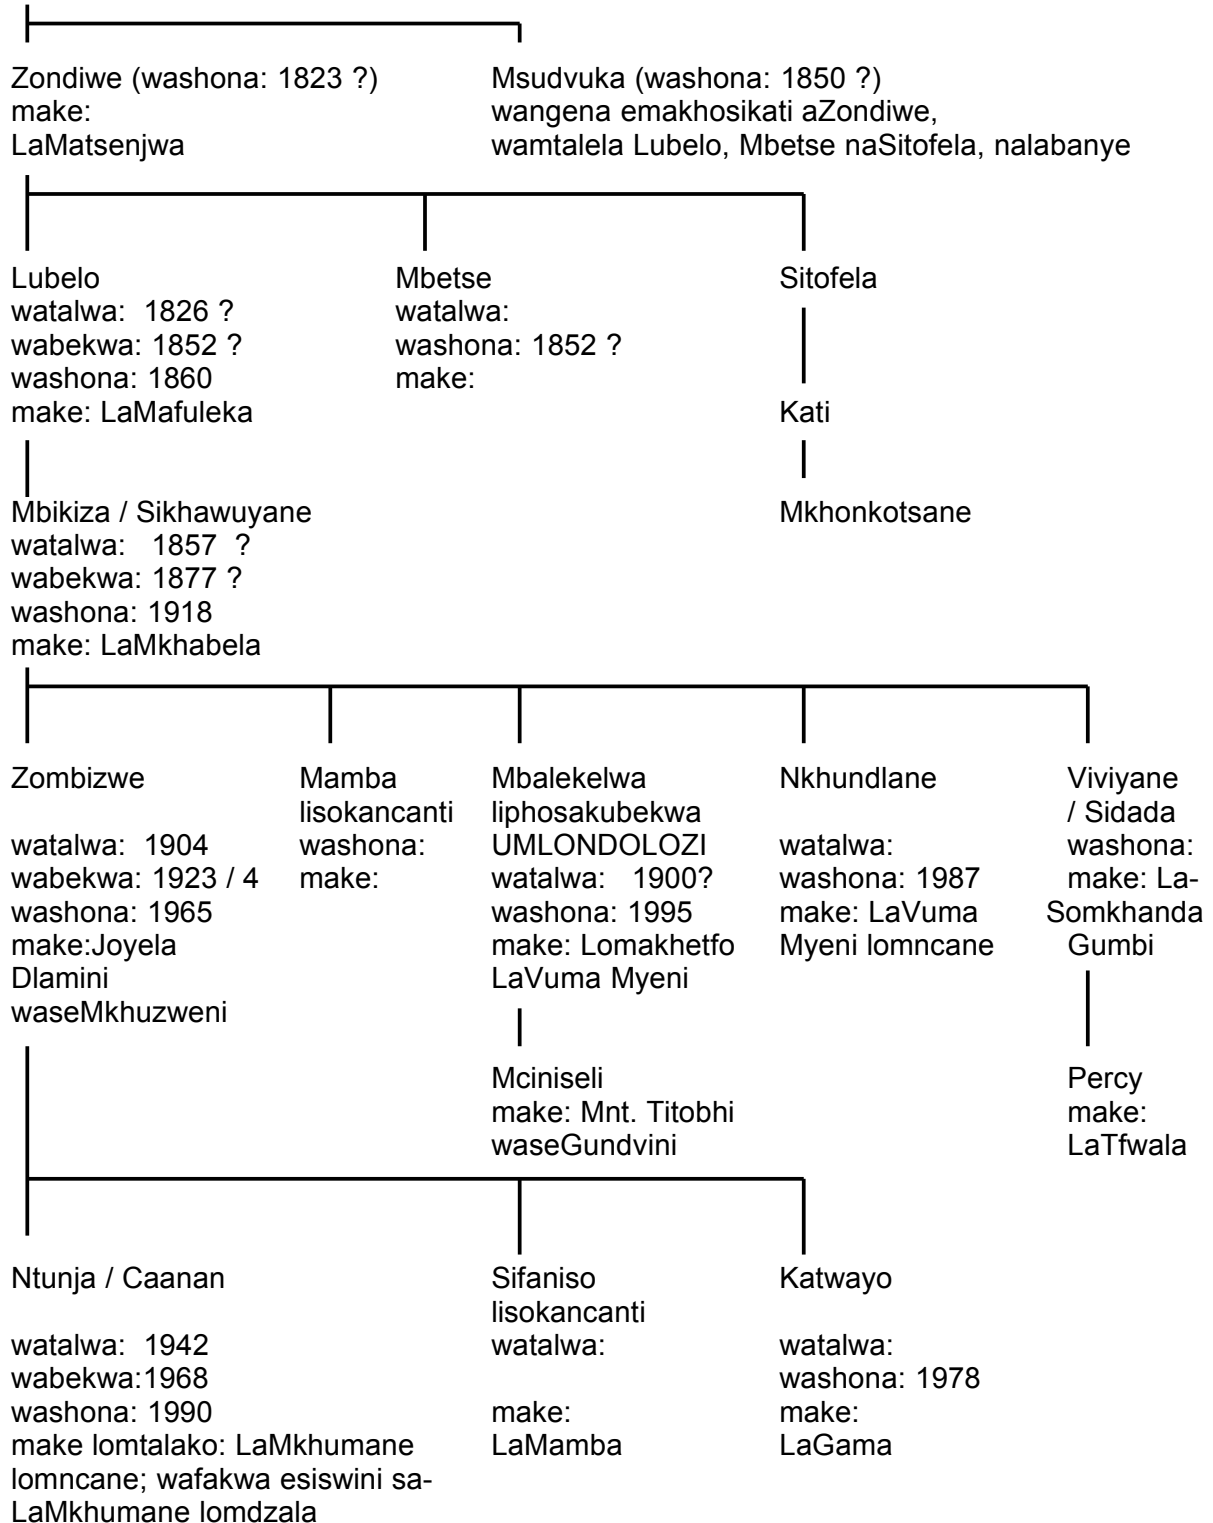 Zondiwe (washona: 1823 ?)
make:
LaMatsenjwa
Msudvuka (washona: 1850 ?)
wangena emakhosikati aZondiwe,
wamtalela Lubelo, Mbetse naSitofela, nalabanye
Lubelo
watalwa: 1826 ?
wabekwa: 1852 ?
washona: 1860
make: LaMafuleka
Mbetse
watalwa:
washona: 1852 ?
make:
Sitofela
Kati
Mkhonkotsane
Mbikiza / Sikhawuyane
watalwa: 1857 ?
wabekwa: 1877 ?
washona: 1918
make: LaMkhabela
Zombizwe
watalwa: 1904
wabekwa: 1923 / 4
washona: 1965
make:Joyela
Dlamini
waseMkhuzweni
Mamba
lisokancanti
washona:
make:
Mbalekelwa
liphosakubekwa
UMLONDOLOZI
watalwa: 1900?
washona: 1995
make: Lomakhetfo
LaVuma Myeni
Nkhundlane
watalwa:
washona: 1987
make: LaVuma
Myeni lomncane
Viviyane
/ Sidada
washona:
make: La-
Somkhanda
Gumbi
Mciniseli
make: Mnt. Titobhi
waseGundvini
Percy
make:
LaTfwala
Ntunja / Caanan
watalwa: 1942
wabekwa:1968
washona: 1990
make lomtalako: LaMkhumane
lomncane; wafakwa esiswini sa-
LaMkhumane lomdzala
Sifaniso
lisokancanti
watalwa:
make:
LaMamba
Katwayo
watalwa:
washona: 1978
make:
LaGama